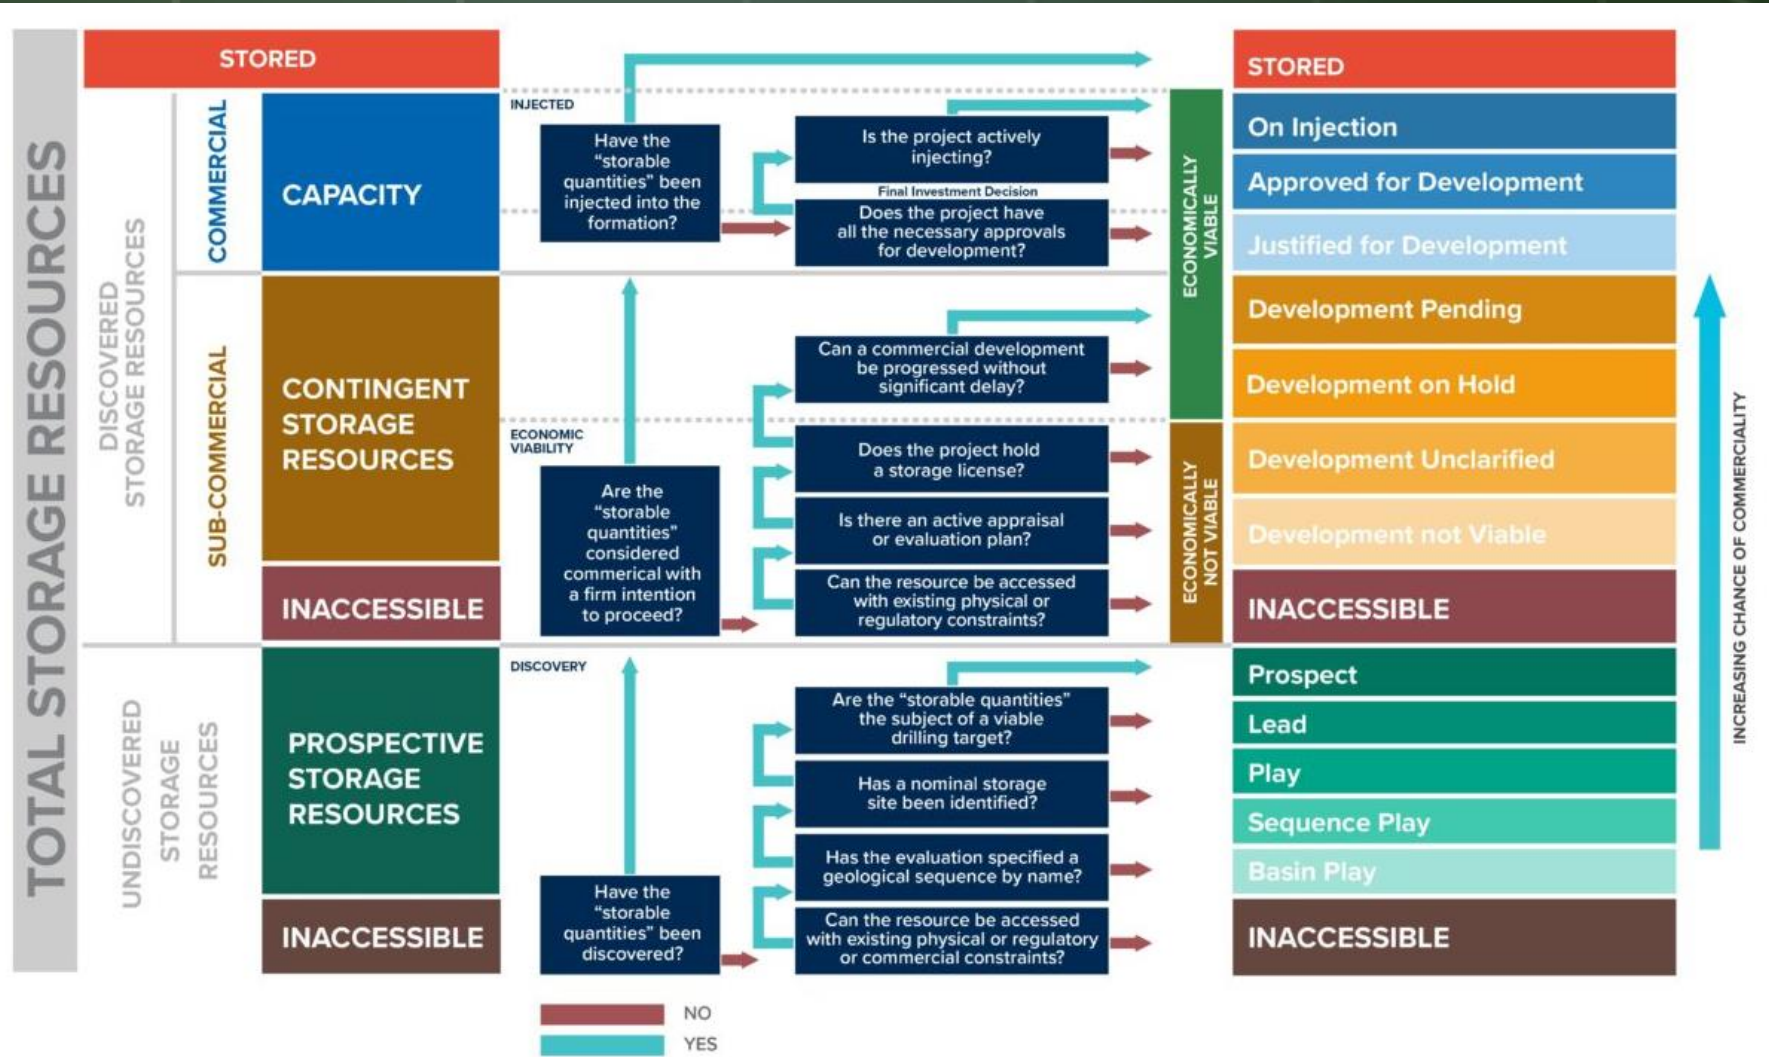 TOTAL STORAGE RESOURCES
STORED
DISCOVERED
STORAGE RESOURCES
COMMERCIAL
CAPACITY
SUB-COMMERCIAL
CONTINGENT
STORAGE
RESOURCES
INACCESSIBLE
UNDISCOVERED
STORAGE
RESOURCES
PROSPECTIVE
STORAGE
RESOURCES
INACCESSIBLE
INJECTED
Have the
“storable
quantities” been
injected into the
formation?
Is the project actively
injecting?
Final Investment Decision
Does the project have
all the necessary approvals
for development?
Can a commercial development
be progressed without
significant delay?
ECONOMIC
VIABILITY
Are the
“storable
quantities”
considered
commerical with
a firm intention
to proceed?
Does the project hold
a storage license?
Is there an active appraisal
or evaluation plan?
Can the resource be accessed
with existing physical or
regulatory constraints?
DISCOVERY
Are the “storable quantities”
the subject of a viable
drilling target?
Has a nominal storage
site been identified?
Has the evaluation specified a
geological sequence by name?
Have the
“storable
quantities” been
discovered?
Can the resource be accessed
with existing physical or regulatory
or commercial constraints?
ECONOMICALLY
VIABLE
ECONOMICALLY
NOT VIABLE
STORED
On Injection
Approved for Development
Justified for Development
Development Pending
Development on Hold
Development Unclarified
Development not Viable
INACCESSIBLE
Prospect
Lead
Play
Sequence Play
Basin Play
INACCESSIBLE
INCREASING CHANCE OF COMMERCIALITY
NO
YES